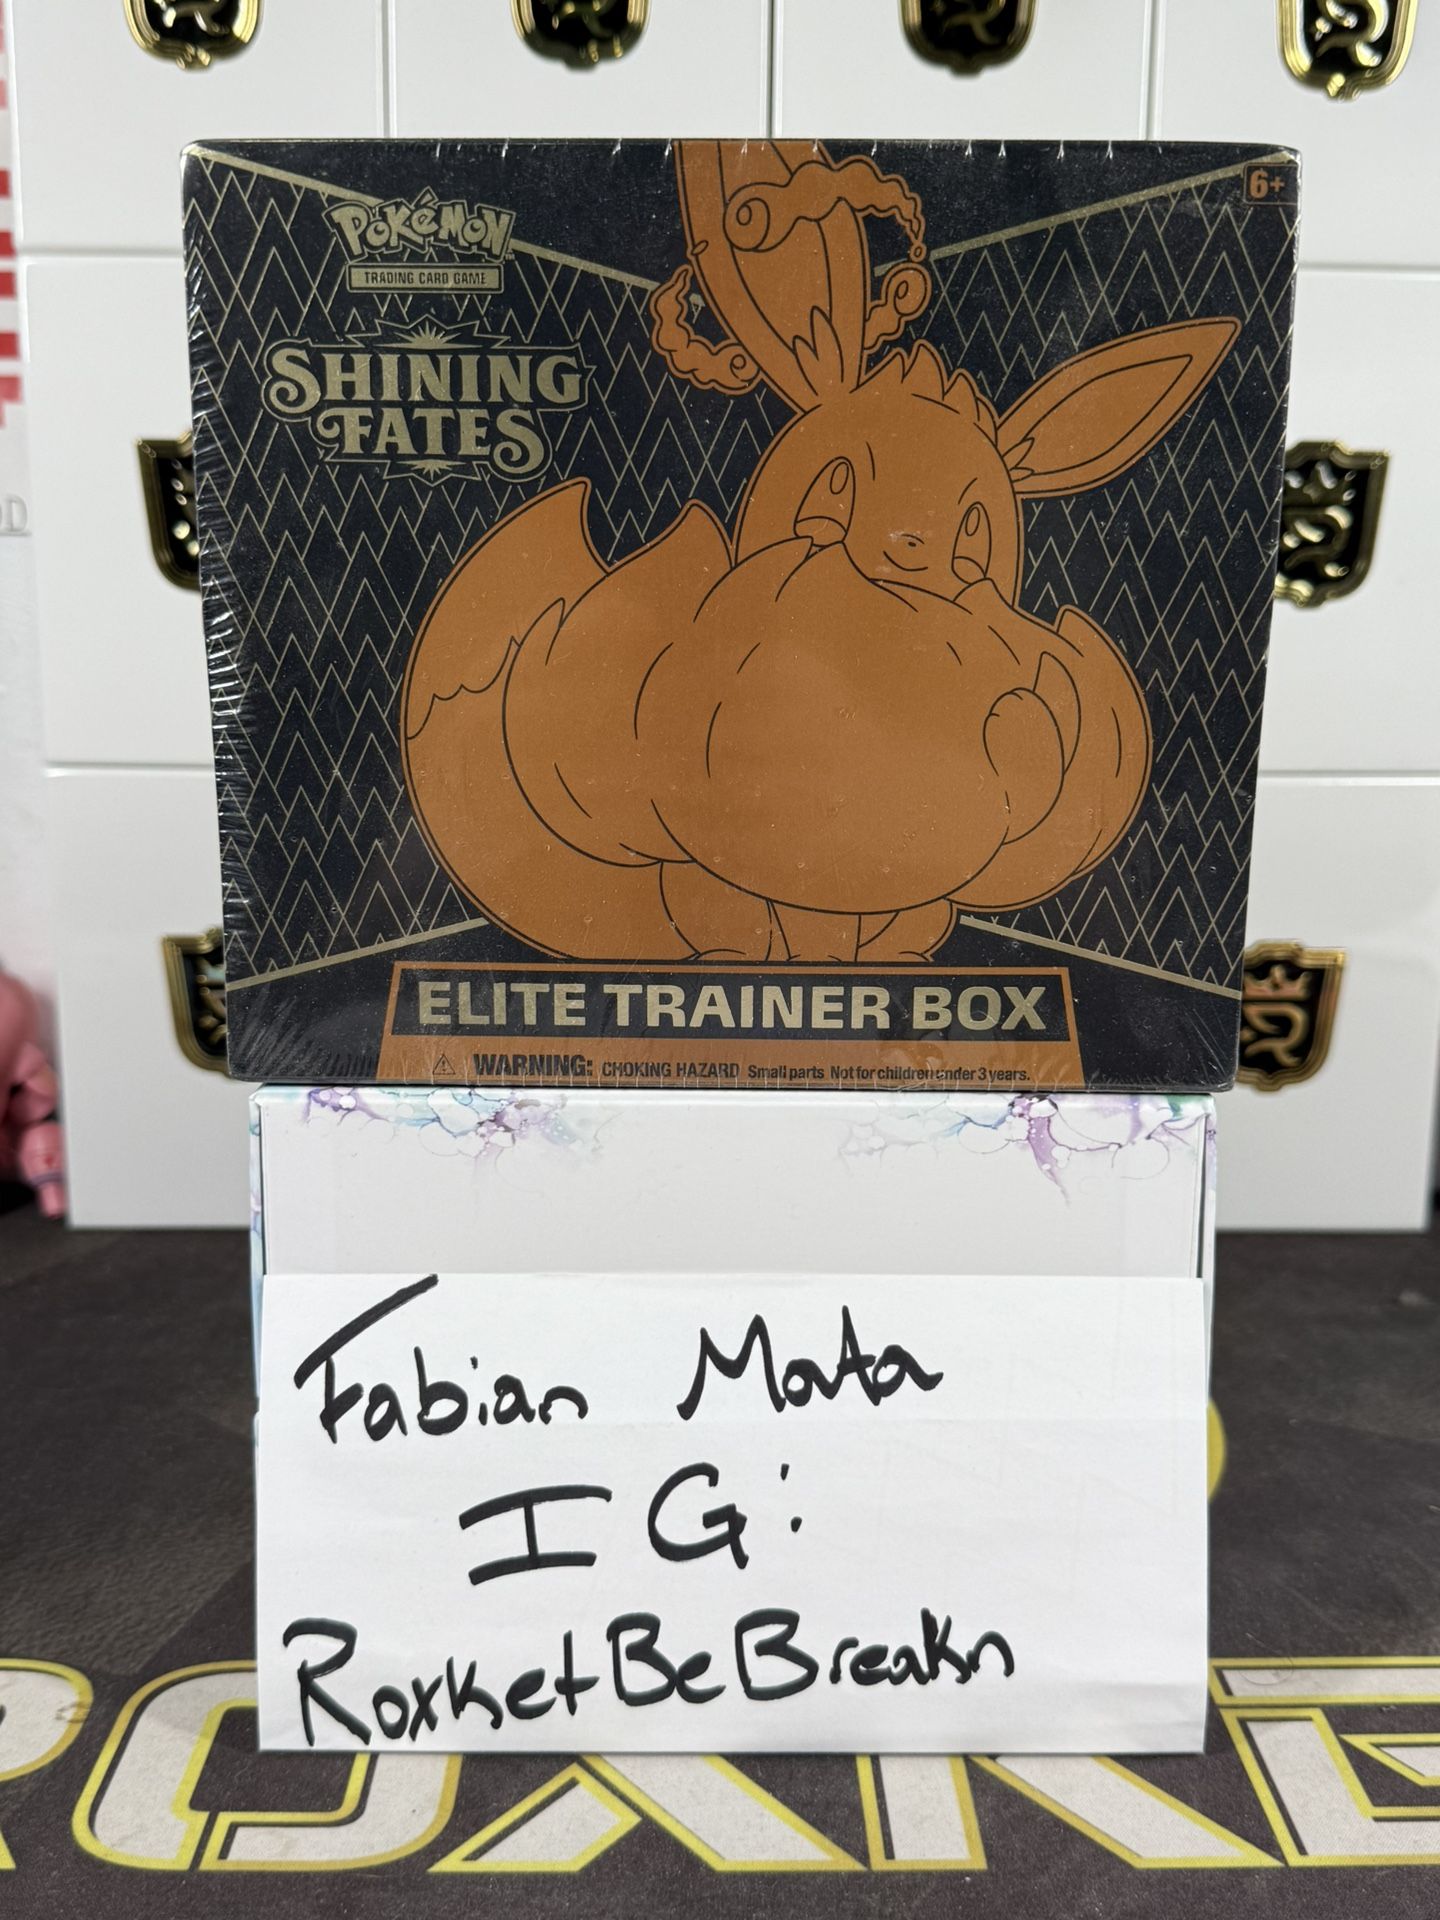 6+
POKéMON
TRADING CARD GAME
SHINING
FATES
ELITE TRAINER BOX
⚠ WARNING: CHOKING HAZARD Small parts Not for children under 3 years.
Fabian Mata
IG:
RoxketBeBreakn
ROXKE